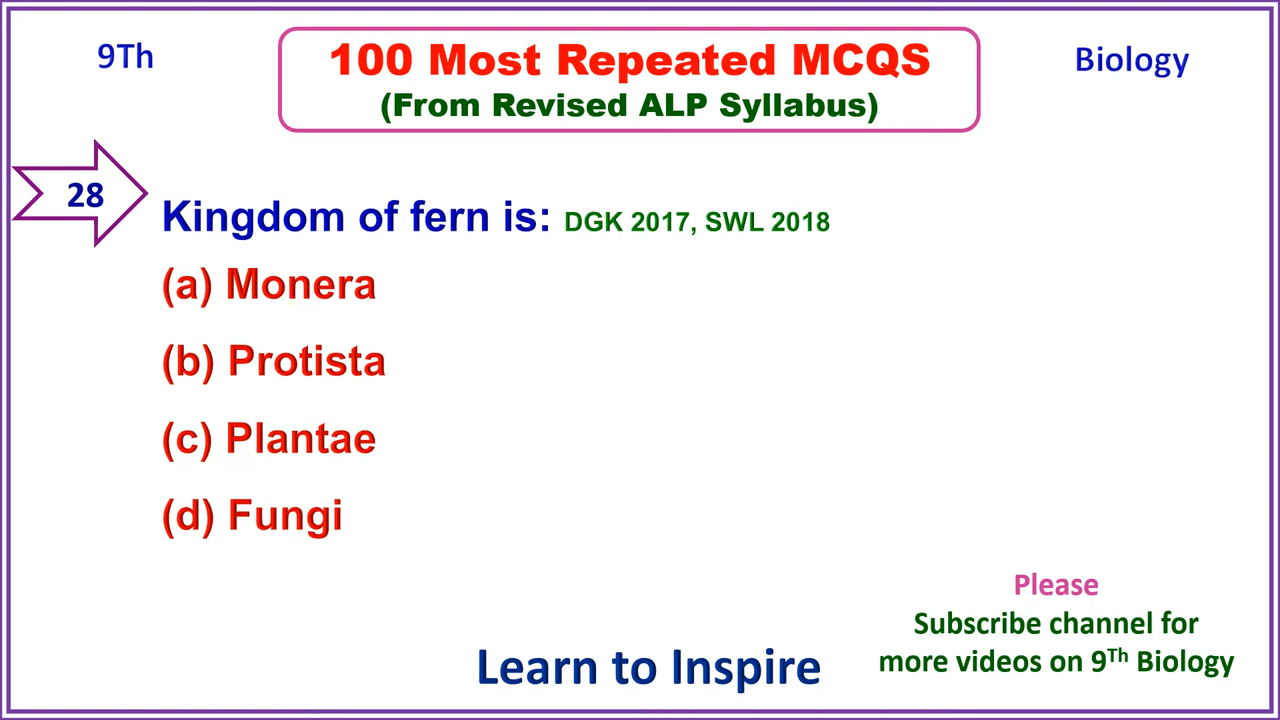 9Th
100 Most Repeated MCQS
Biology
(From Revised ALP Syllabus)
28
Kingdom of fern is: DGK 2017, SWL 2018
(a) Monera
(b) Protista
(c) Plantae
(d) Fungi
Please
Subscribe channel for
more videos on 9Th Biology
Learn to Inspire